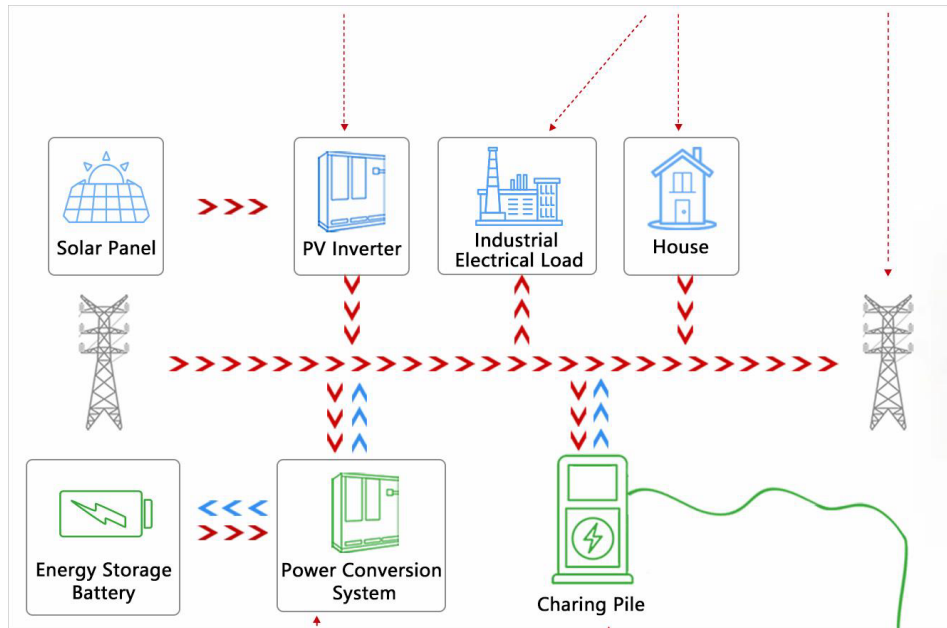 Solar Panel
PV Inverter
Industrial
Electrical Load
House
Energy Storage
Battery
Power Conversion
System
Charing Pile